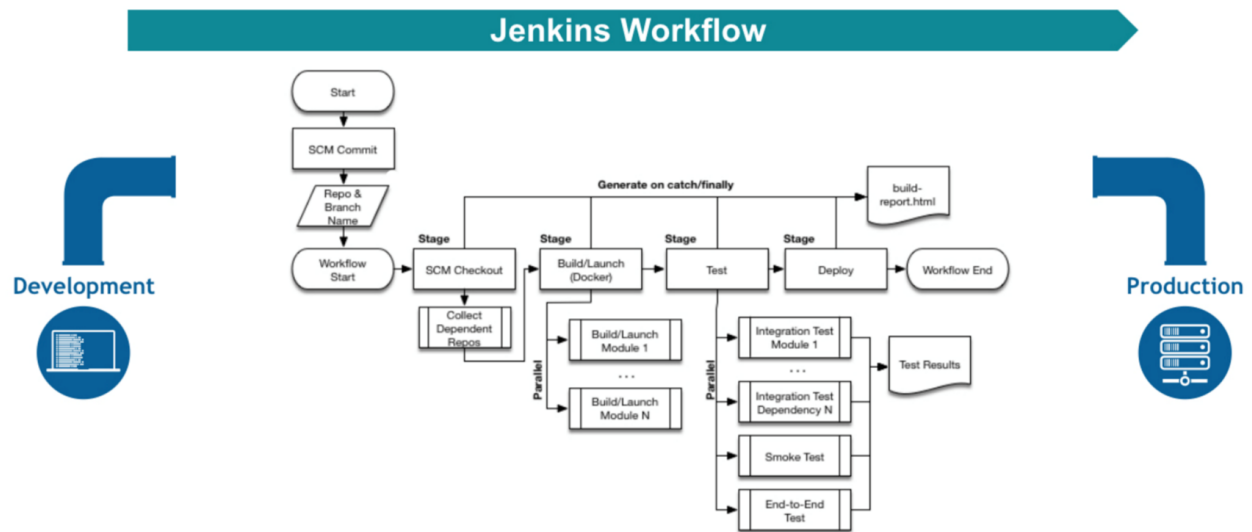 Jenkins Workflow
Start
SCM Commit
Repo &
Branch
Name
Workflow
Start
Development
Generate on catch/finally
build-
report.html
Stage
SCM Checkout
Stage
Build/Launch
(Docker)
Stage
Test
Stage
Deploy
Workflow End
Production
Collect
Dependent
Repos
Parallel
Build/Launch
Module 1
...
Build/Launch
Module N
Parallel
Integration Test
Module 1
...
Integration Test
Dependency N
Smoke Test
End-to-End
Test
Test Results